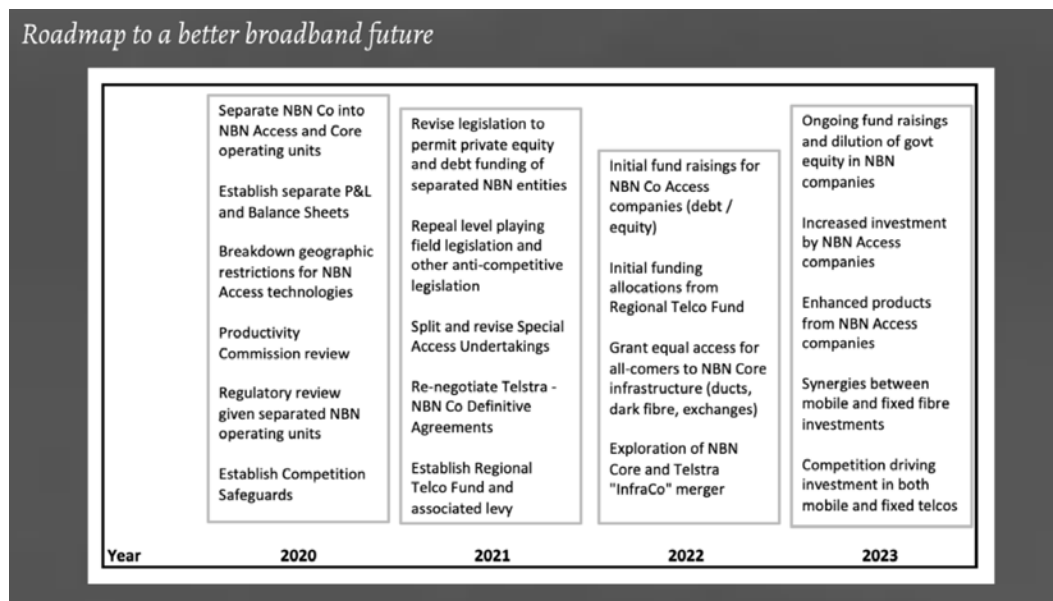 Roadmap to a better broadband future
Separate NBN Co into
NBN Access and Core
operating units
Establish separate P&L
and Balance Sheets
Breakdown geographic
restrictions for NBN
Access technologies
Productivity
Commission review
Regulatory review
given separated NBN
operating units
Establish Competition
Safeguards
Revise legislation to
permit private equity
and debt funding of
separated NBN entities
Repeal level playing
field legislation and
other anti-competitive
legislation
Split and revise Special
Access Undertakings
Re-negotiate Telstra -
NBN Co Definitive
Agreements
Establish Regional
Telco Fund and
associated levy
Initial fund raisings for
NBN Co Access
companies (debt /
equity)
Initial funding
allocations from
Regional Telco Fund
Grant equal access for
all-comers to NBN Core
infrastructure (ducts,
dark fibre, exchanges)
Exploration of NBN
Core and Telstra
"InfraCo" merger
Ongoing fund raisings
and dilution of govt
equity in NBN
companies
Increased investment
by NBN Access
companies
Enhanced products
from NBN Access
companies
Synergies between
mobile and fixed fibre
investments
Competition driving
investment in both
mobile and fixed telcos
Year 2020 2021 2022 2023